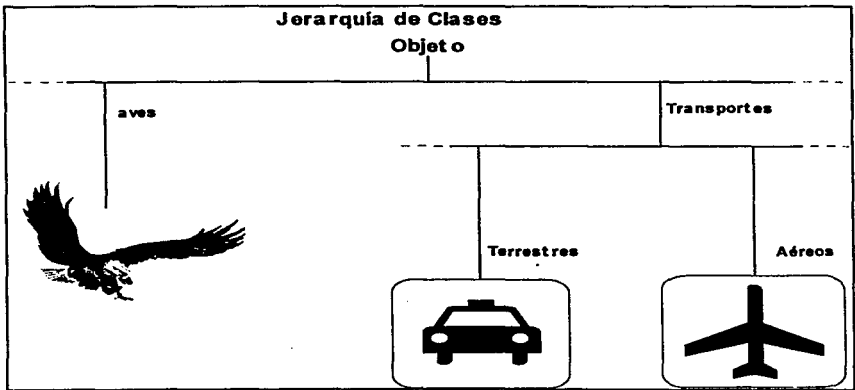 Jerarquía de Clases
Objeto
aves
Transportes
Terrestres
Aéreos